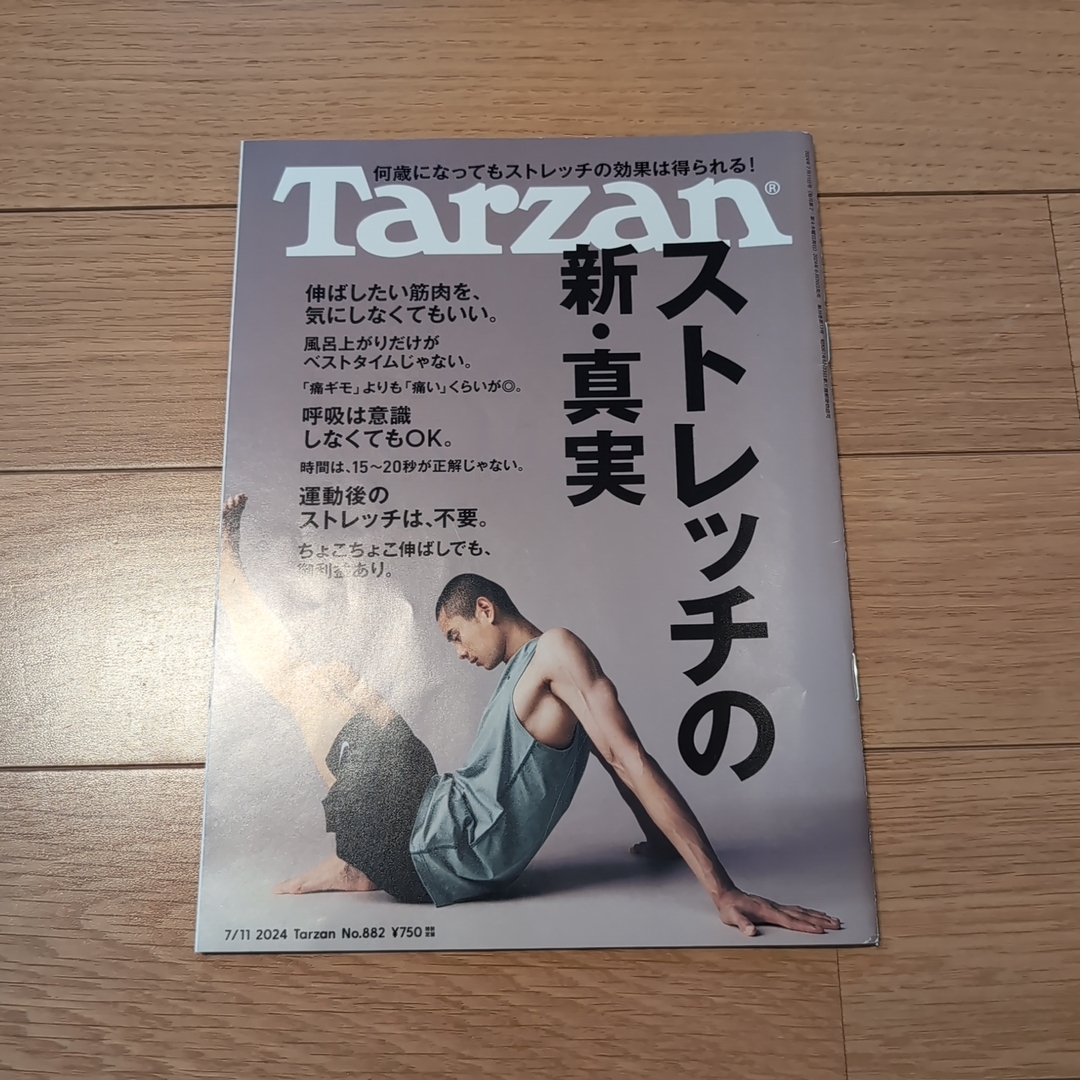 何歳になってもストレッチの効果は得られる!
Tarzan®
ストレッチの
新・真実
伸ばしたい筋肉を、
気にしなくてもいい。
風呂上がりだけが
ベストタイムじゃない。
「痛ギモ」よりも「痛い」くらいが◎。
呼吸は意識
しなくてもOK。
時間は、15〜20秒が正解じゃない。
運動後の
ストレッチは、不要。
ちょこちょこ伸ばしでも、
御利益あり。
7/11 2024 Tarzan No.882 ¥750